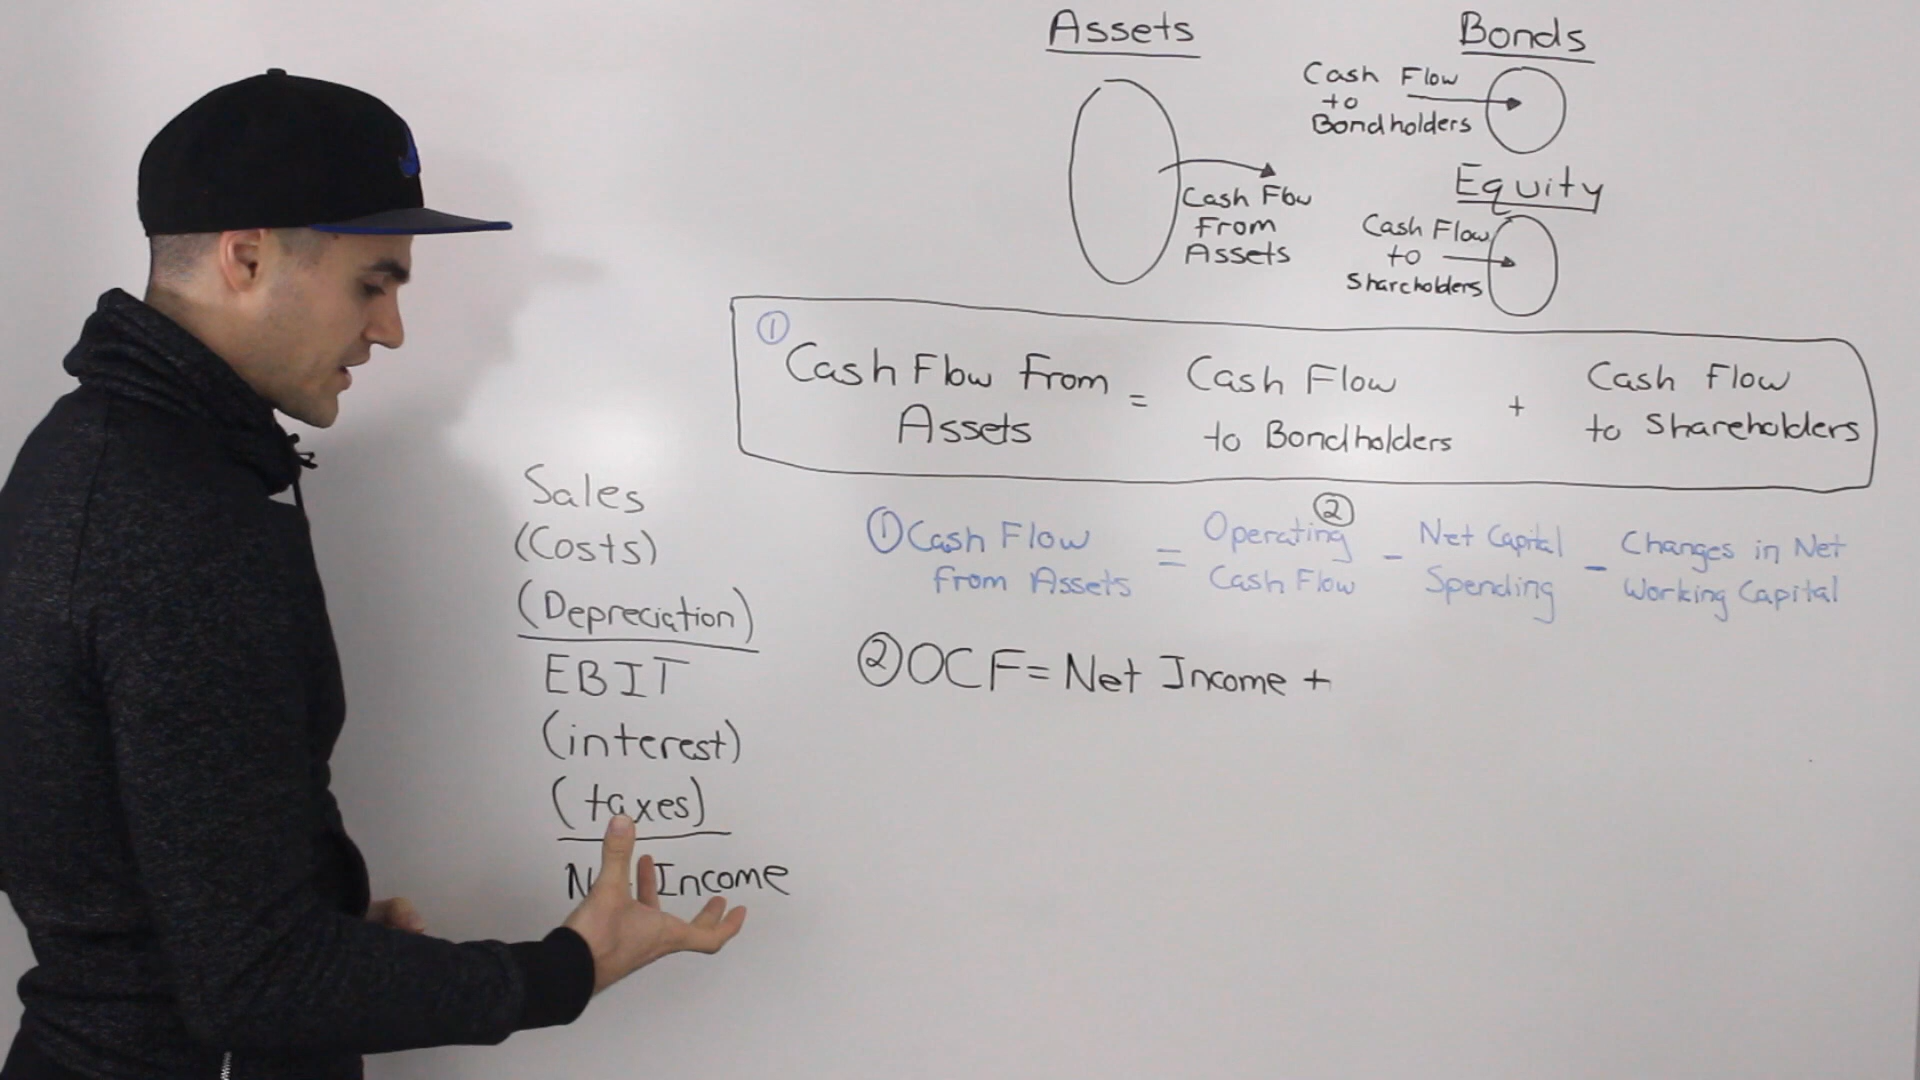 Assets
Bonds
Cash Flow
to
Bondholders
Cash Flow
From
Assets
Equity
Cash Flow
to
Shareholders
① Cash Flow From
Assets
=
Cash Flow
to Bondholders
+
Cash Flow
to Shareholders
Sales
(Costs)
(Depreciation)
EBIT
(interest)
(taxes)
Income
②
① Cash Flow = Operating - Net Capital - Changes in Net
From Assets Cash Flow Spending Working Capital
② OCF = Net Income +